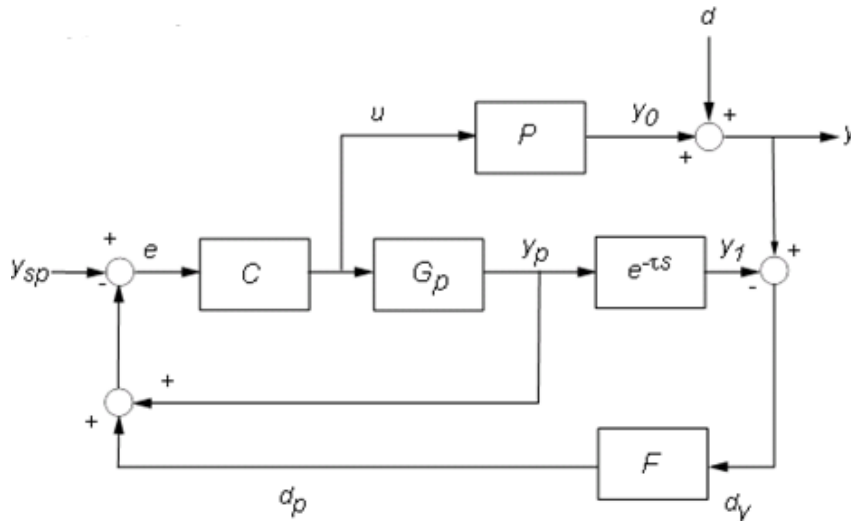 d
u
P
y0
+
+
y
ysp
+
-
e
C
Gp
yp
e-τs
y1
+
-
+
+
F
dp
dy